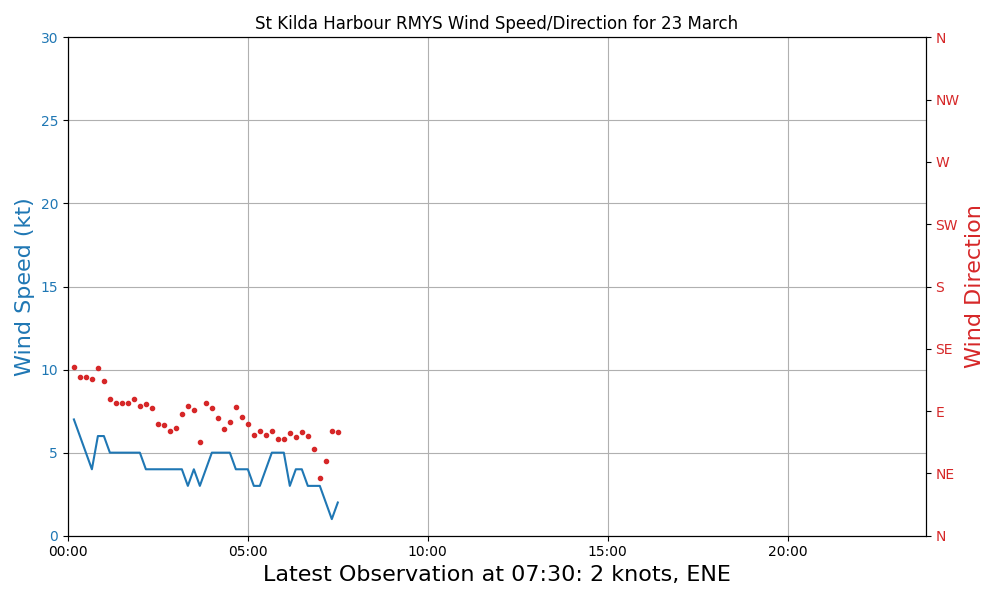 St Kilda Harbour RMYS Wind Speed/Direction for 23 March
Wind Speed (kt)
30
25
20
15
10
5
0
00:00 05:00 10:00 15:00 20:00
N
NW
W
SW
S
SE
E
NE
N
Wind Direction
Latest Observation at 07:30: 2 knots, ENE